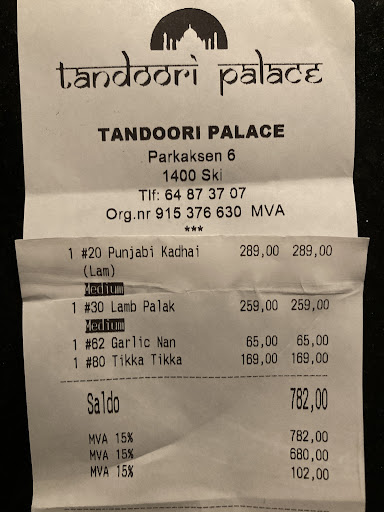 tandoori palace
TANDOORI PALACE
Parkaksen 6
1400 Ski
Tlf: 64 87 37 07
Org.nr 915 376 630 MVA
***
1 #20 Punjabi Kadhai 289,00 289,00
(Lam)
Medium
1 #30 Lamb Palak 259,00 259,00
Medium
1 #62 Garlic Nan 65,00 65,00
1 #80 Tikka Tikka 169,00 169,00
Saldo 782,00
MVA 15% 782,00
MVA 15% 680,00
MVA 15% 102,00